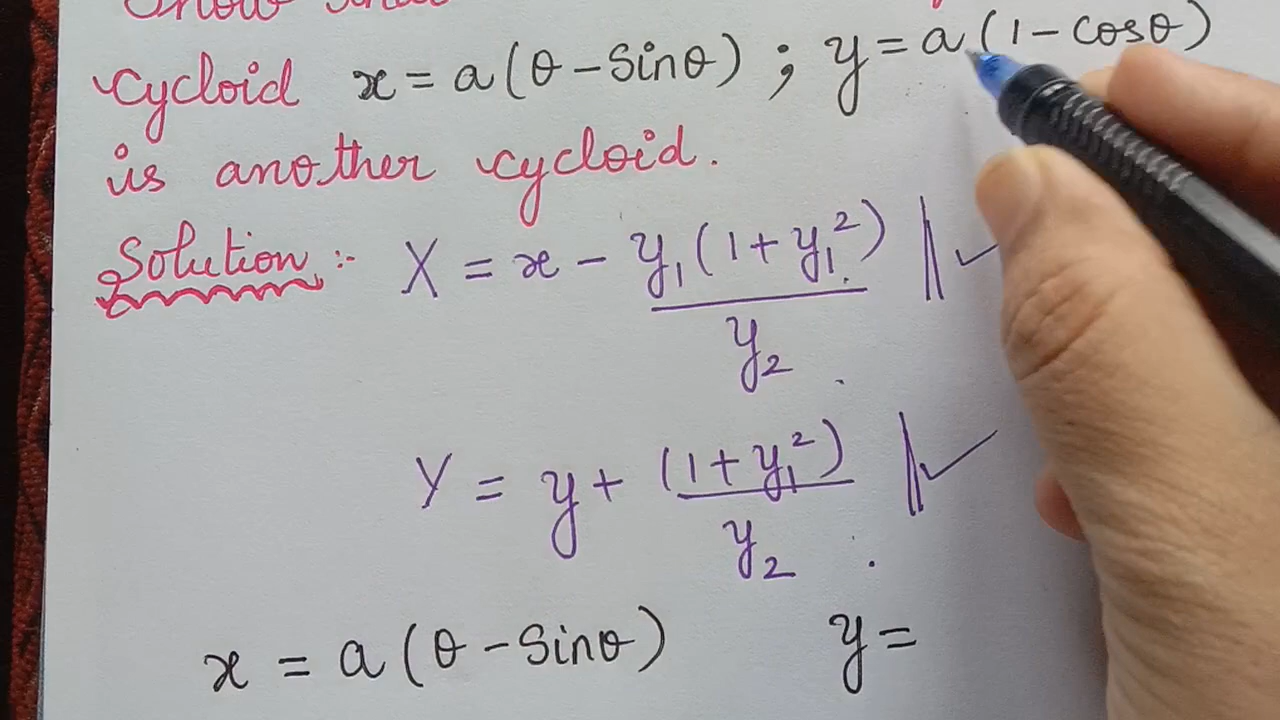 cycloid x = a(θ - Sinθ) ; y = a(1 - Cosθ)
is another cycloid.
Solution :- X = x - y₁(1 + y₁²) / y₂
Y = y + (1 + y₁²) / y₂
x = a(θ - Sinθ) y =